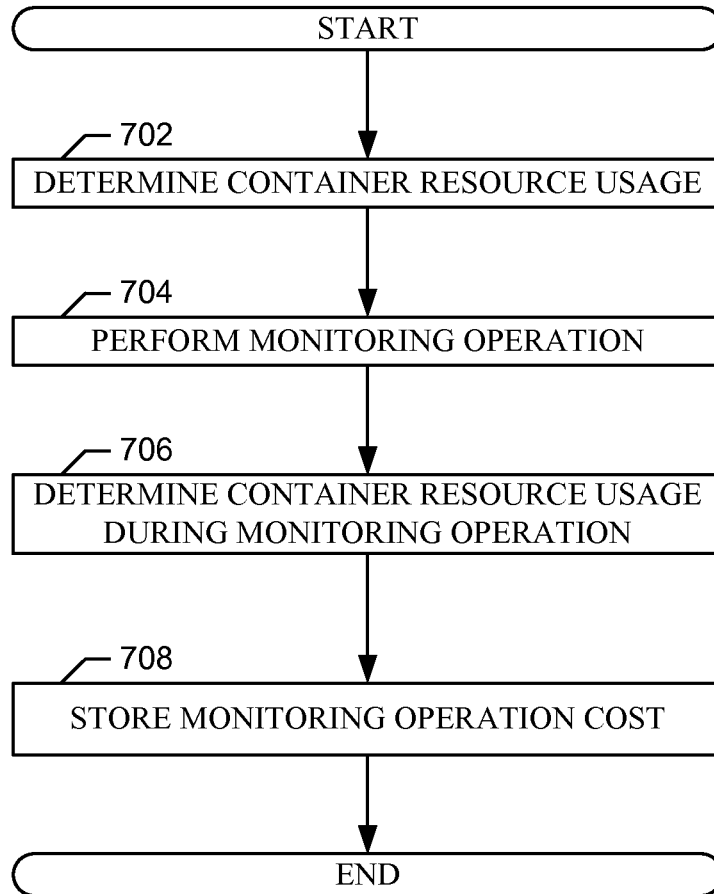 START
702
DETERMINE CONTAINER RESOURCE USAGE
704
PERFORM MONITORING OPERATION
706
DETERMINE CONTAINER RESOURCE USAGE
DURING MONITORING OPERATION
708
STORE MONITORING OPERATION COST
END